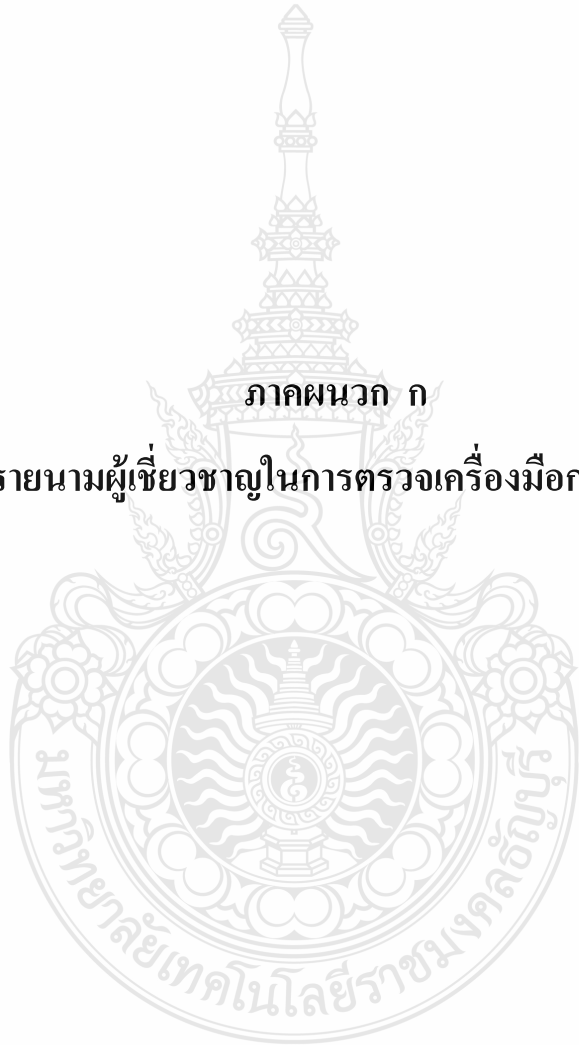 ภาคผนวก ก
รายนามผู้เชี่ยวชาญในการตรวจเครื่องมือก
มหาวิทยาลัยเทคโนโลยีราชมงคลธัญบุรี